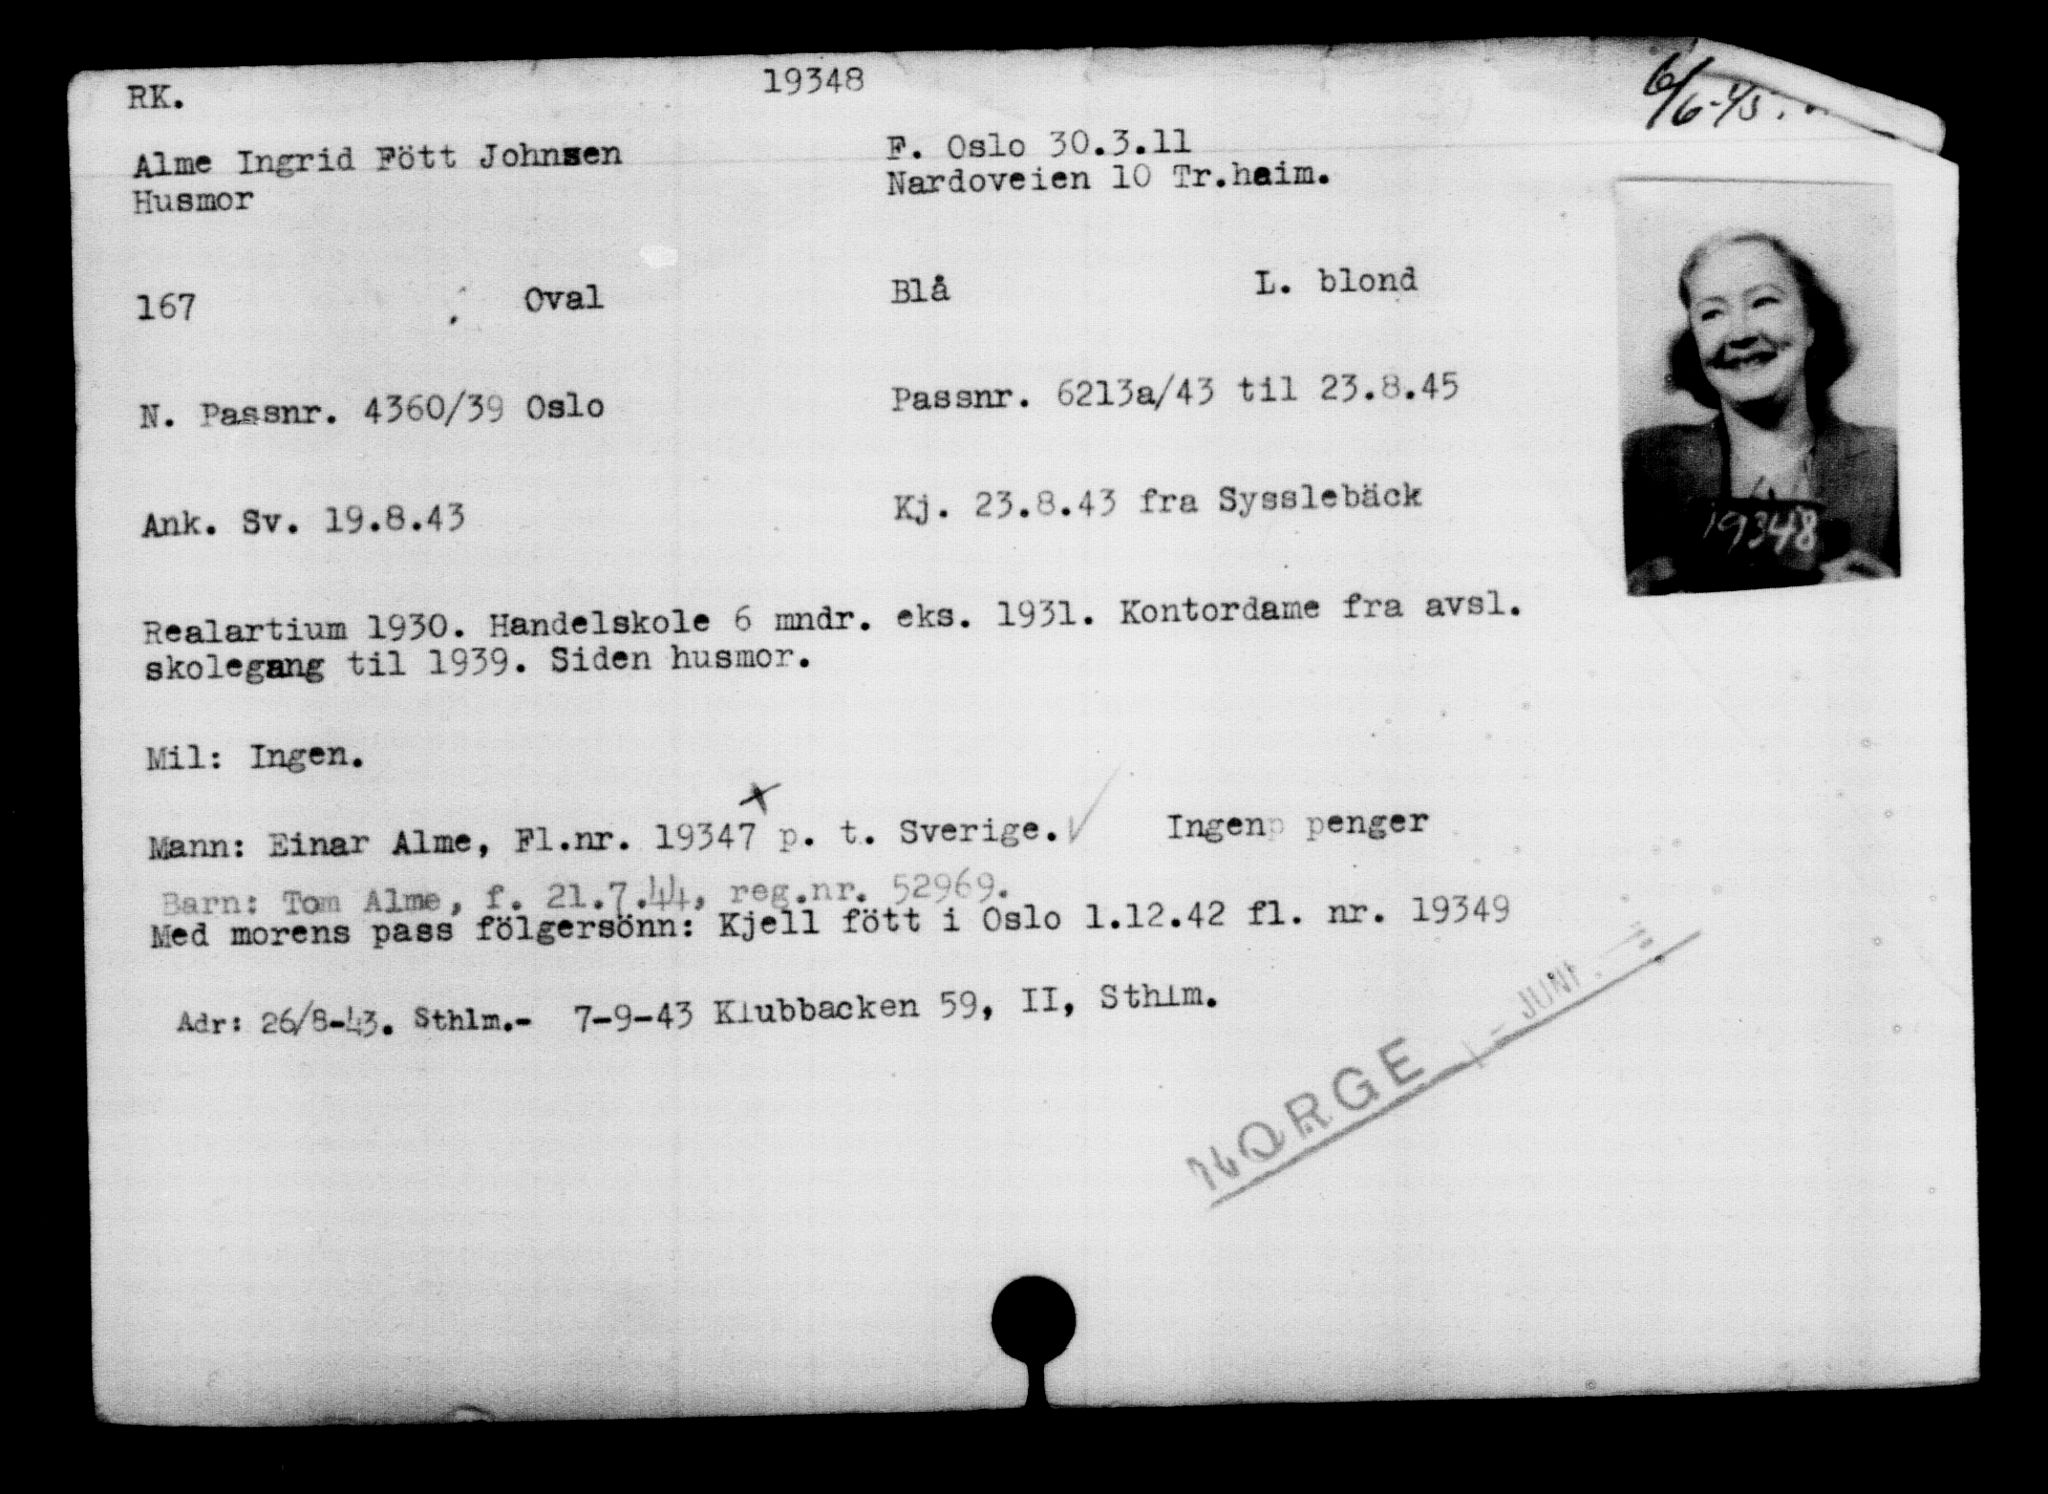 RK. 19348 6/6-45.
Alme Ingrid Fött Johnsen F. Oslo 30.3.11
Husmor Nardoveien 10 Tr.heim.
167 Oval Blå L. blond
N. Passnr. 4360/39 Oslo Passnr. 6213a/43 til 23.8.45
Ank. Sv. 19.8.43 Kj. 23.8.43 fra Sysslebäck
19348
Realartium 1930. Handelskole 6 mndr. eks. 1931. Kontordame fra avsl.
skolegang til 1939. Siden husmor.
Mil: Ingen.
Mann: Einar Alme, Fl.nr. 19347 p. t. Sverige. Ingen penger
Barn: Tom Alme, f. 21.7.44, reg.nr. 52969.
Med morens pass fölgersönn: Kjell fött i Oslo 1.12.42 fl. nr. 19349
Adr: 26/8-43. Sthlm.- 7-9-43 Klubbacken 59, II, Sthlm.
NORGE JUNI